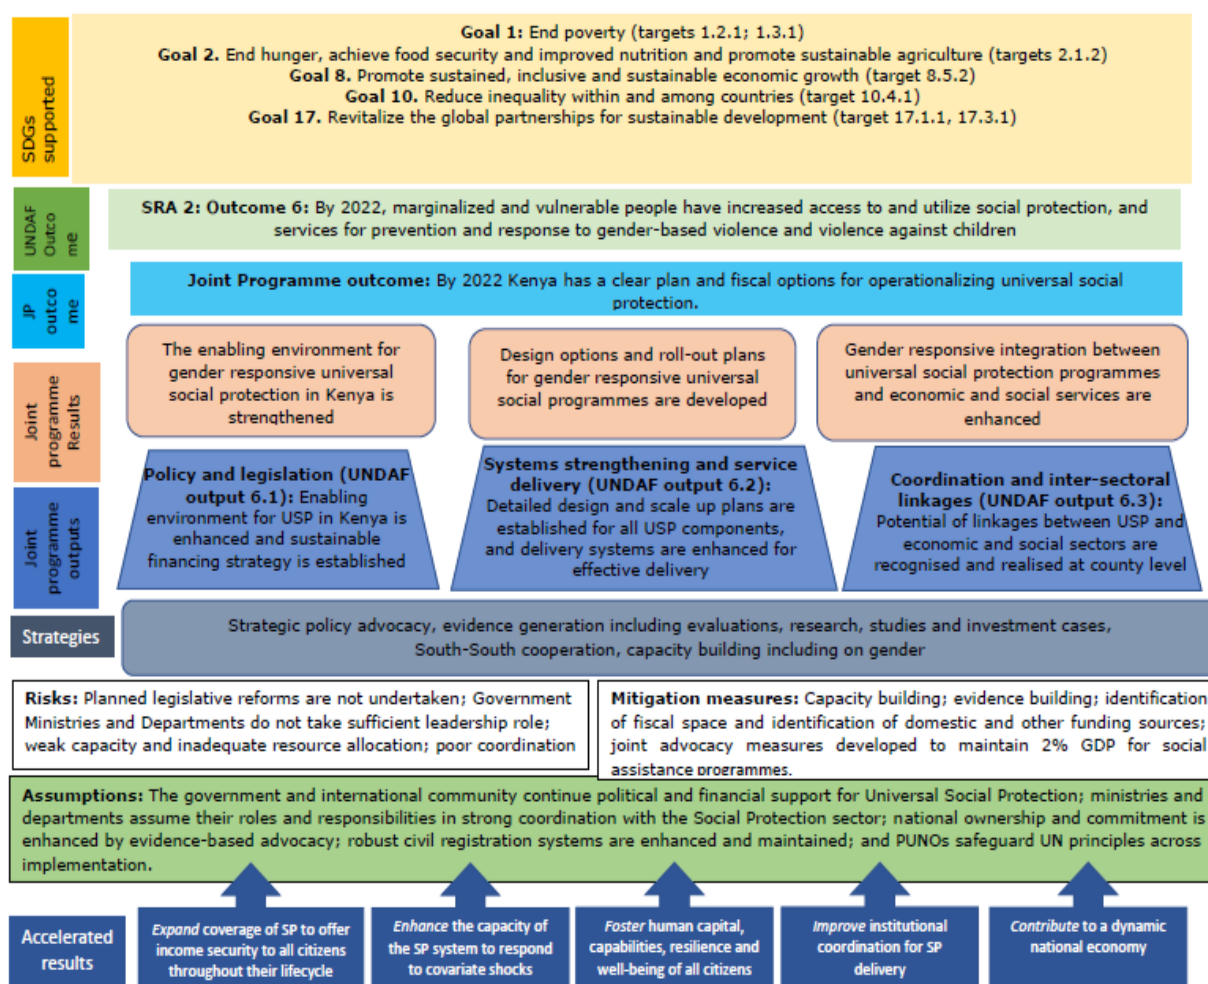 SDGs
supported
Goal 1: End poverty (targets 1.2.1; 1.3.1)
Goal 2. End hunger, achieve food security and improved nutrition and promote sustainable agriculture (targets 2.1.2)
Goal 8. Promote sustained, inclusive and sustainable economic growth (target 8.5.2)
Goal 10. Reduce inequality within and among countries (target 10.4.1)
Goal 17. Revitalize the global partnerships for sustainable development (target 17.1.1, 17.3.1)
UNDAF
Outco
me
SRA 2: Outcome 6: By 2022, marginalized and vulnerable people have increased access to and utilize social protection, and
services for prevention and response to gender-based violence and violence against children
JP
outco
me
Joint Programme outcome: By 2022 Kenya has a clear plan and fiscal options for operationalizing universal social
protection.
Joint
programme
Results
The enabling environment for
gender responsive universal
social protection in Kenya is
strengthened
Design options and roll-out plans
for gender responsive universal
social programmes are developed
Gender responsive integration between
universal social protection programmes
and economic and social services are
enhanced
Joint
programme
outputs
Policy and legislation (UNDAF
output 6.1): Enabling
environment for USP in Kenya is
enhanced and sustainable
financing strategy is established
Systems strengthening and service
delivery (UNDAF output 6.2):
Detailed design and scale up plans are
established for all USP components,
and delivery systems are enhanced for
effective delivery
Coordination and inter-sectoral
linkages (UNDAF output 6.3):
Potential of linkages between USP and
economic and social sectors are
recognised and realised at county level
Strategies
Strategic policy advocacy, evidence generation including evaluations, research, studies and investment cases,
South-South cooperation, capacity building including on gender
Risks: Planned legislative reforms are not undertaken; Government
Ministries and Departments do not take sufficient leadership role;
weak capacity and inadequate resource allocation; poor coordination
Mitigation measures: Capacity building; evidence building; identification
of fiscal space and identification of domestic and other funding sources;
joint advocacy measures developed to maintain 2% GDP for social
assistance programmes.
Assumptions: The government and international community continue political and financial support for Universal Social Protection; ministries and
departments assume their roles and responsibilities in strong coordination with the Social Protection sector; national ownership and commitment is
enhanced by evidence-based advocacy; robust civil registration systems are enhanced and maintained; and PUNOs safeguard UN principles across
implementation.
Accelerated
results
Expand coverage of SP to offer
income security to all citizens
throughout their lifecycle
Enhance the capacity of
the SP system to respond
to covariate shocks
Foster human capital,
capabilities, resilience and
well-being of all citizens
Improve institutional
coordination for SP
delivery
Contribute to a dynamic
national economy